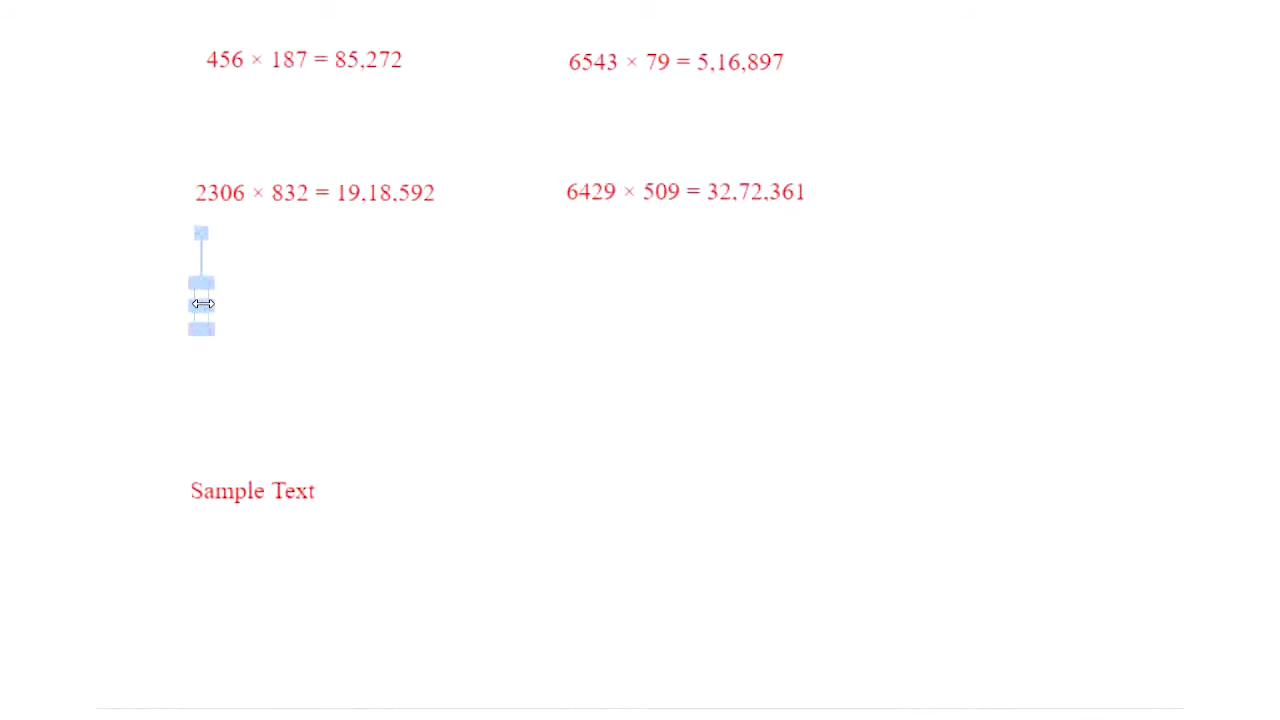 456 × 187 = 85,272
6543 × 79 = 5,16,897
2306 × 832 = 19,18,592
6429 × 509 = 32,72,361
Sample Text